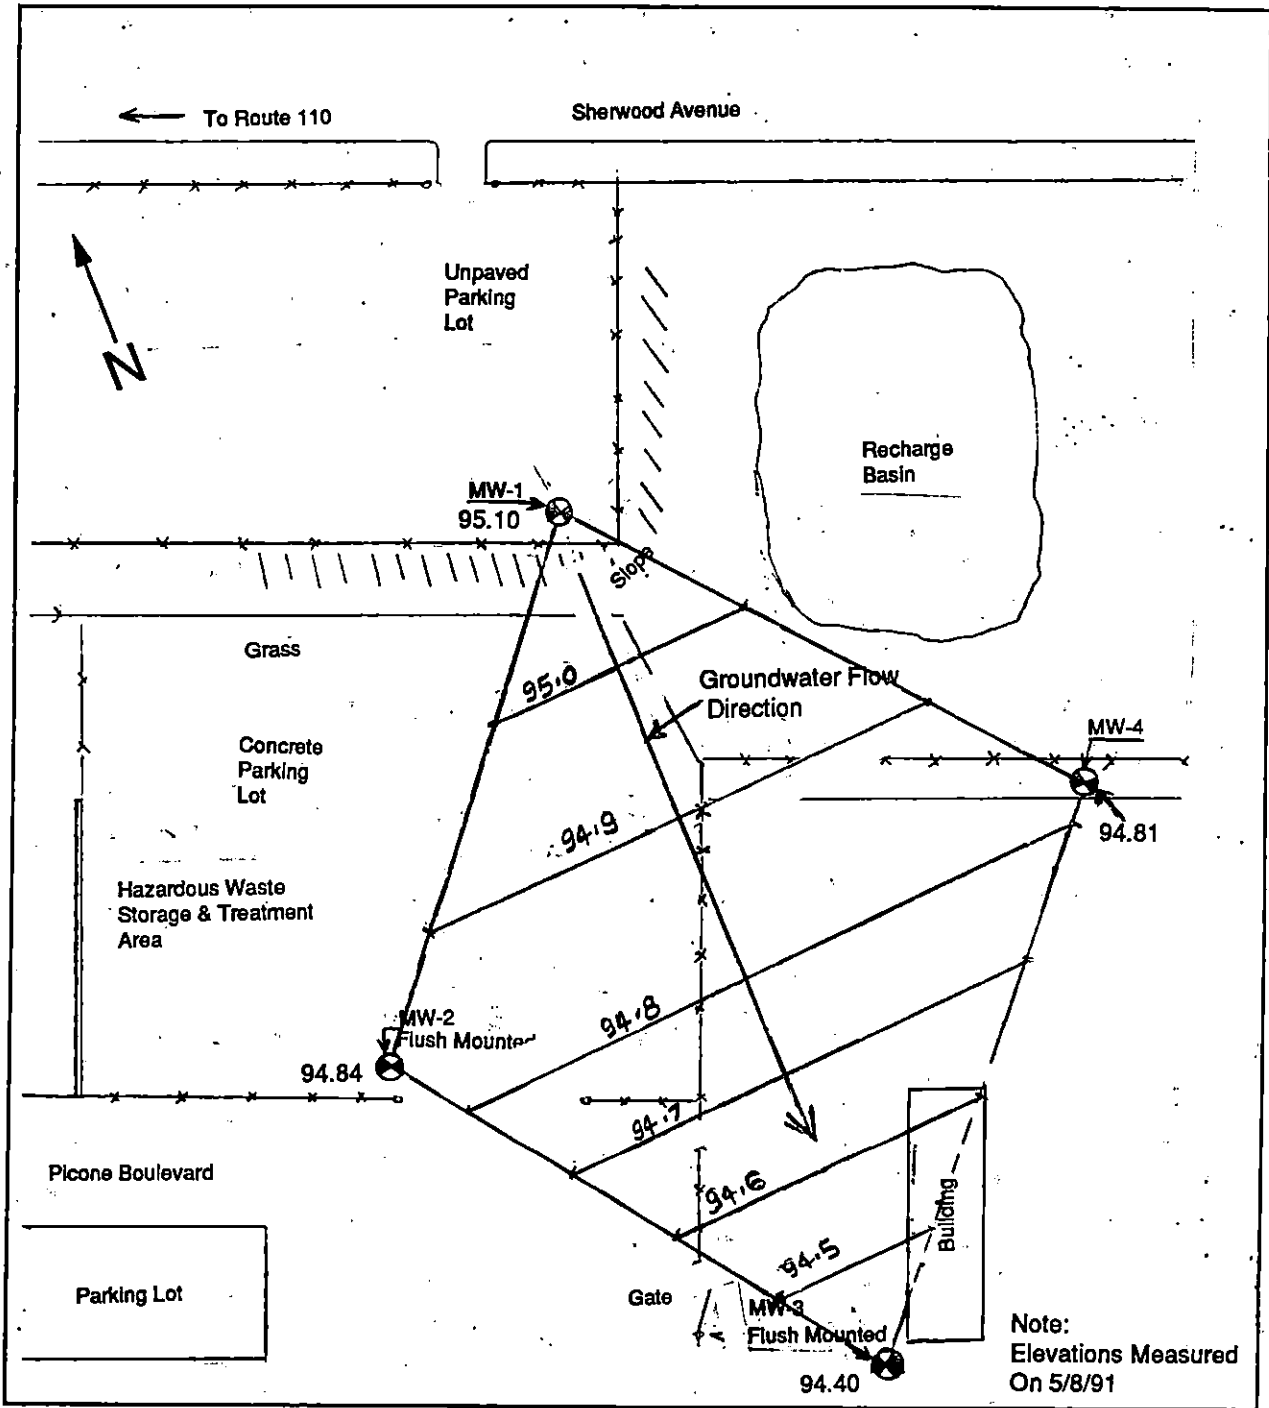 To Route 110
Sherwood Avenue
N
Unpaved
Parking
Lot
Recharge
Basin
MW-1
95.10
Slope
Grass
95.0
Groundwater Flow
Direction
MW-4
94.81
Concrete
Parking
Lot
94.9
Hazardous Waste
Storage & Treatment
Area
94.8
MW-2
Flush Mounted
94.84
94.7
Picone Boulevard
94.6
Building
94.5
Parking Lot
Gate
MW-3
Flush Mounted
94.40
Note:
Elevations Measured
On 5/8/91